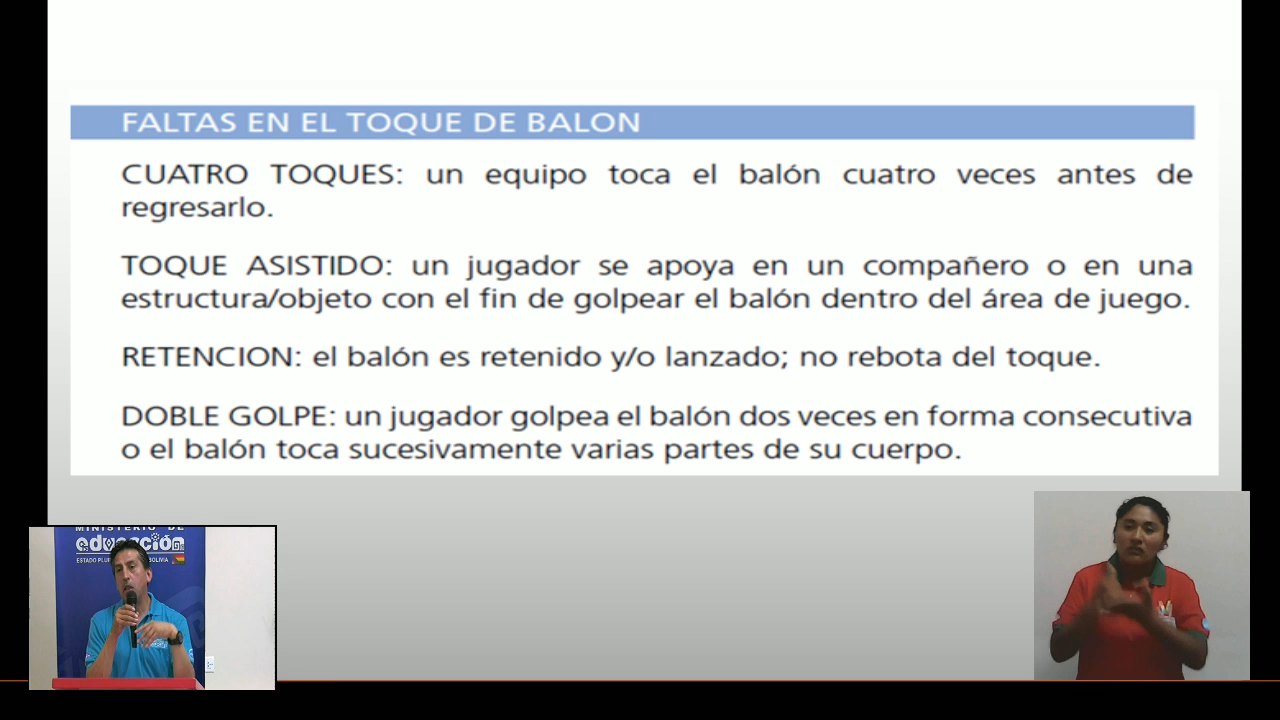 FALTAS EN EL TOQUE DE BALON
CUATRO TOQUES: un equipo toca el balón cuatro veces antes de
regresarlo.
TOQUE ASISTIDO: un jugador se apoya en un compañero o en una
estructura/objeto con el fin de golpear el balón dentro del área de juego.
RETENCION: el balón es retenido y/o lanzado; no rebota del toque.
DOBLE GOLPE: un jugador golpea el balón dos veces en forma consecutiva
o el balón toca sucesivamente varias partes de su cuerpo.
MINISTERIO DE
educación
ESTADO BOLIVIA